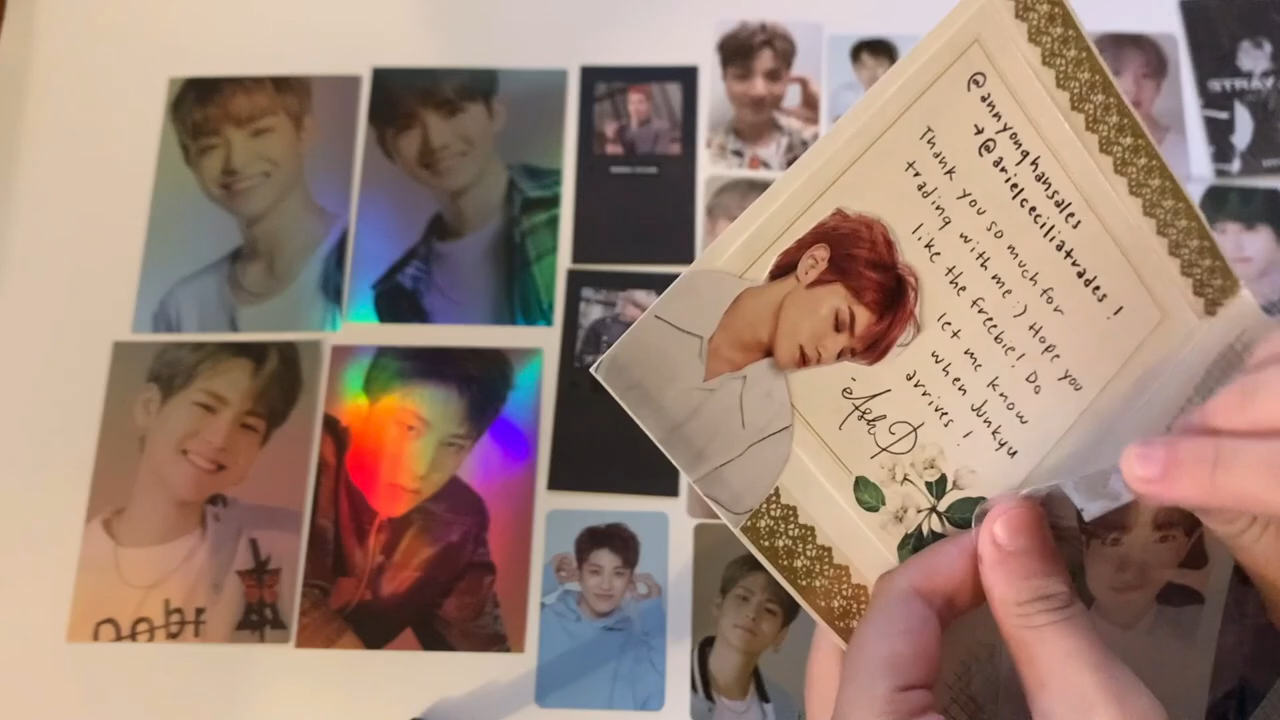 @annyonghansales
→ @arielceciliatrades!
Thank you so much for
trading with me :) Hope you
like the freebie! Do
let me know
when Junkyu
arrives!
Ash
STRAY